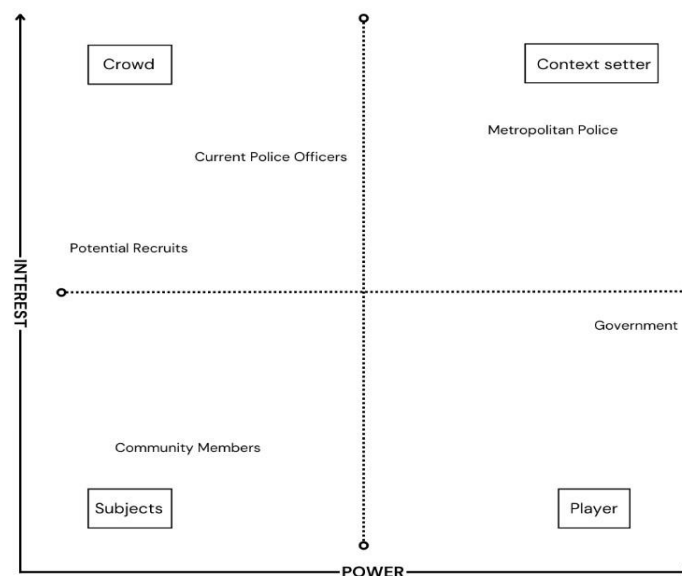 Crowd
Context setter
Metropolitan Police
Current Police Officers
Potential Recruits
INTEREST
Government
Community Members
Subjects
Player
POWER